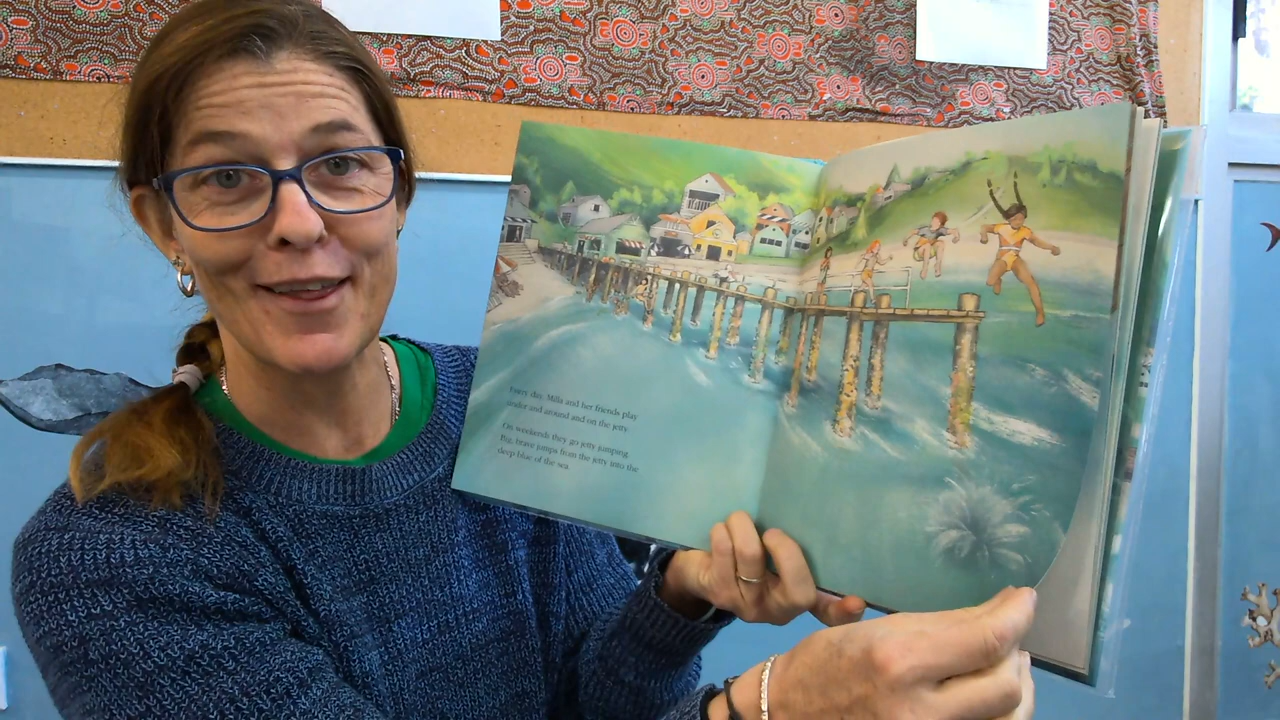 Every day, Milla and her friends play
under and around and on the jetty.
On weekends they go jetty jumping.
Big, brave jumps from the jetty into the
deep blue of the sea.